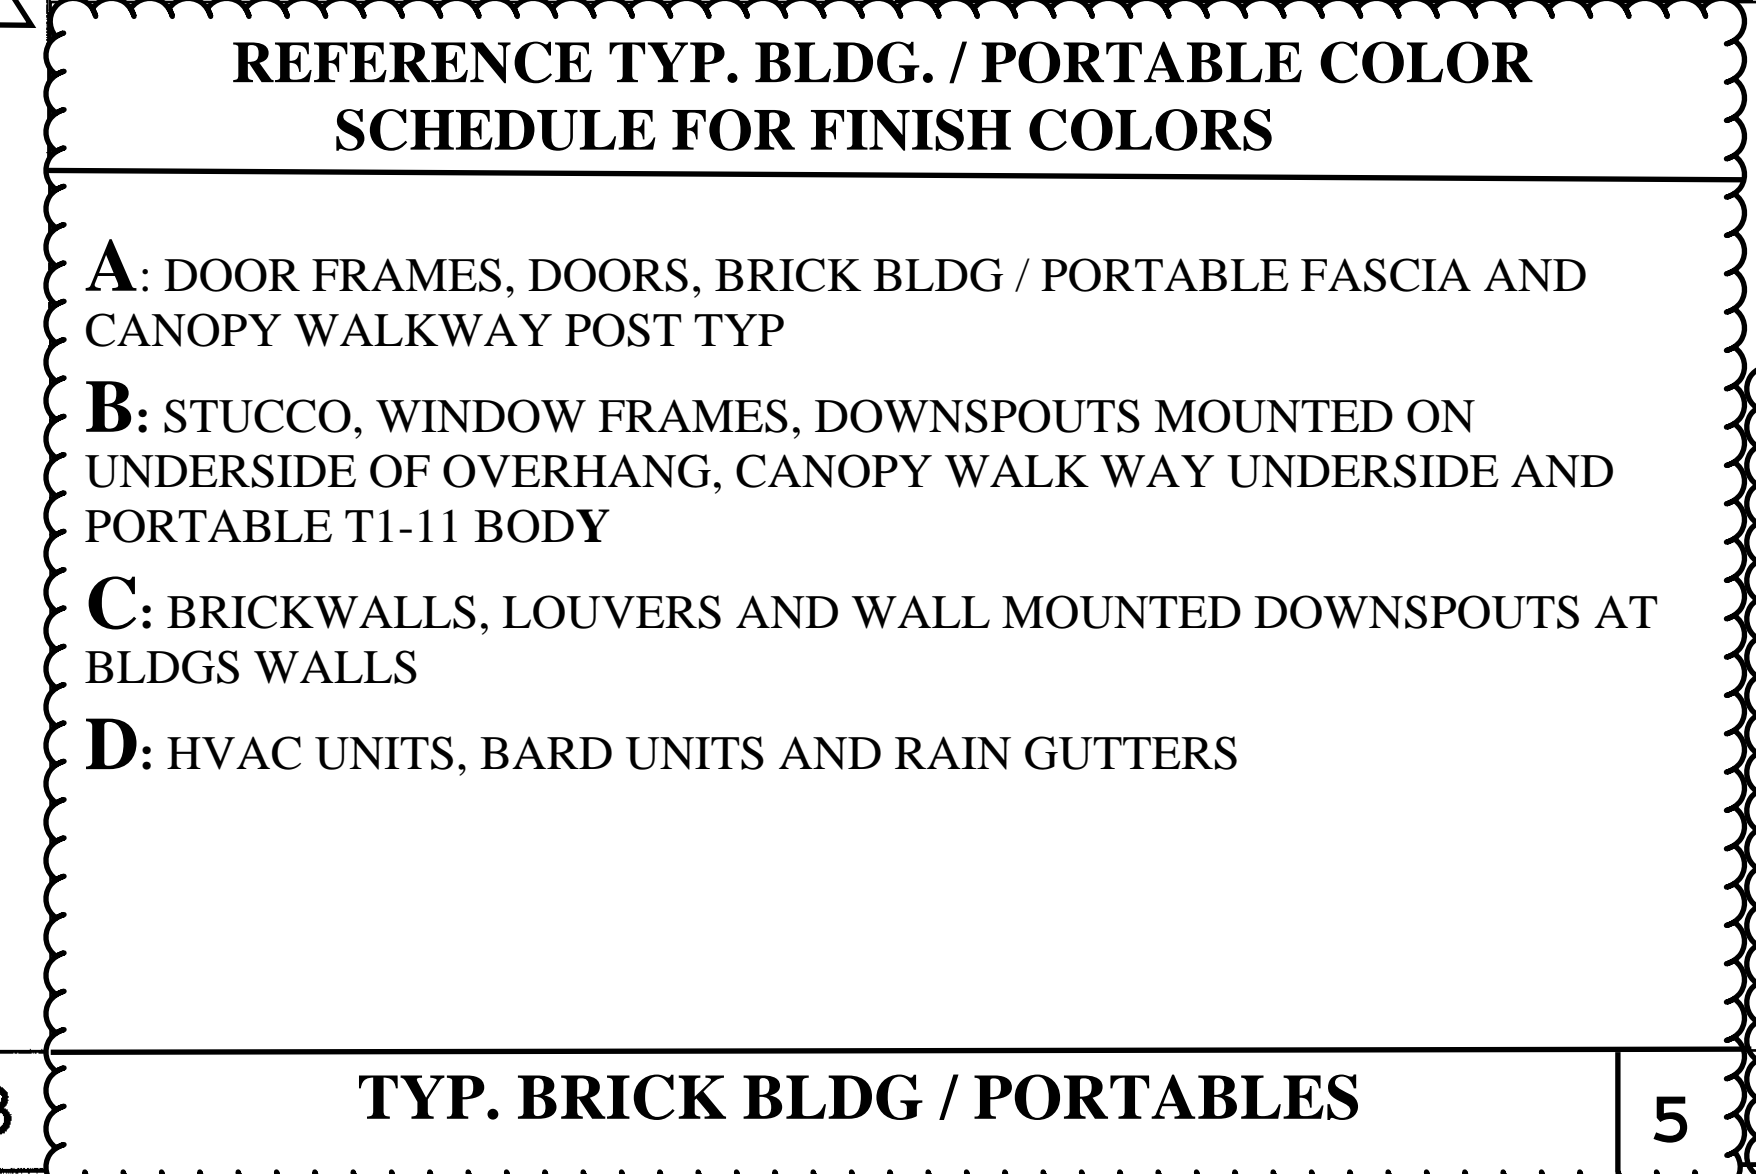 REFERENCE TYP. BLDG. / PORTABLE COLOR
SCHEDULE FOR FINISH COLORS
A: DOOR FRAMES, DOORS, BRICK BLDG / PORTABLE FASCIA AND
CANOPY WALKWAY POST TYP
B: STUCCO, WINDOW FRAMES, DOWNSPOUTS MOUNTED ON
UNDERSIDE OF OVERHANG, CANOPY WALK WAY UNDERSIDE AND
PORTABLE T1-11 BODY
C: BRICKWALLS, LOUVERS AND WALL MOUNTED DOWNSPOUTS AT
BLDGS WALLS
D: HVAC UNITS, BARD UNITS AND RAIN GUTTERS
TYP. BRICK BLDG / PORTABLES
5